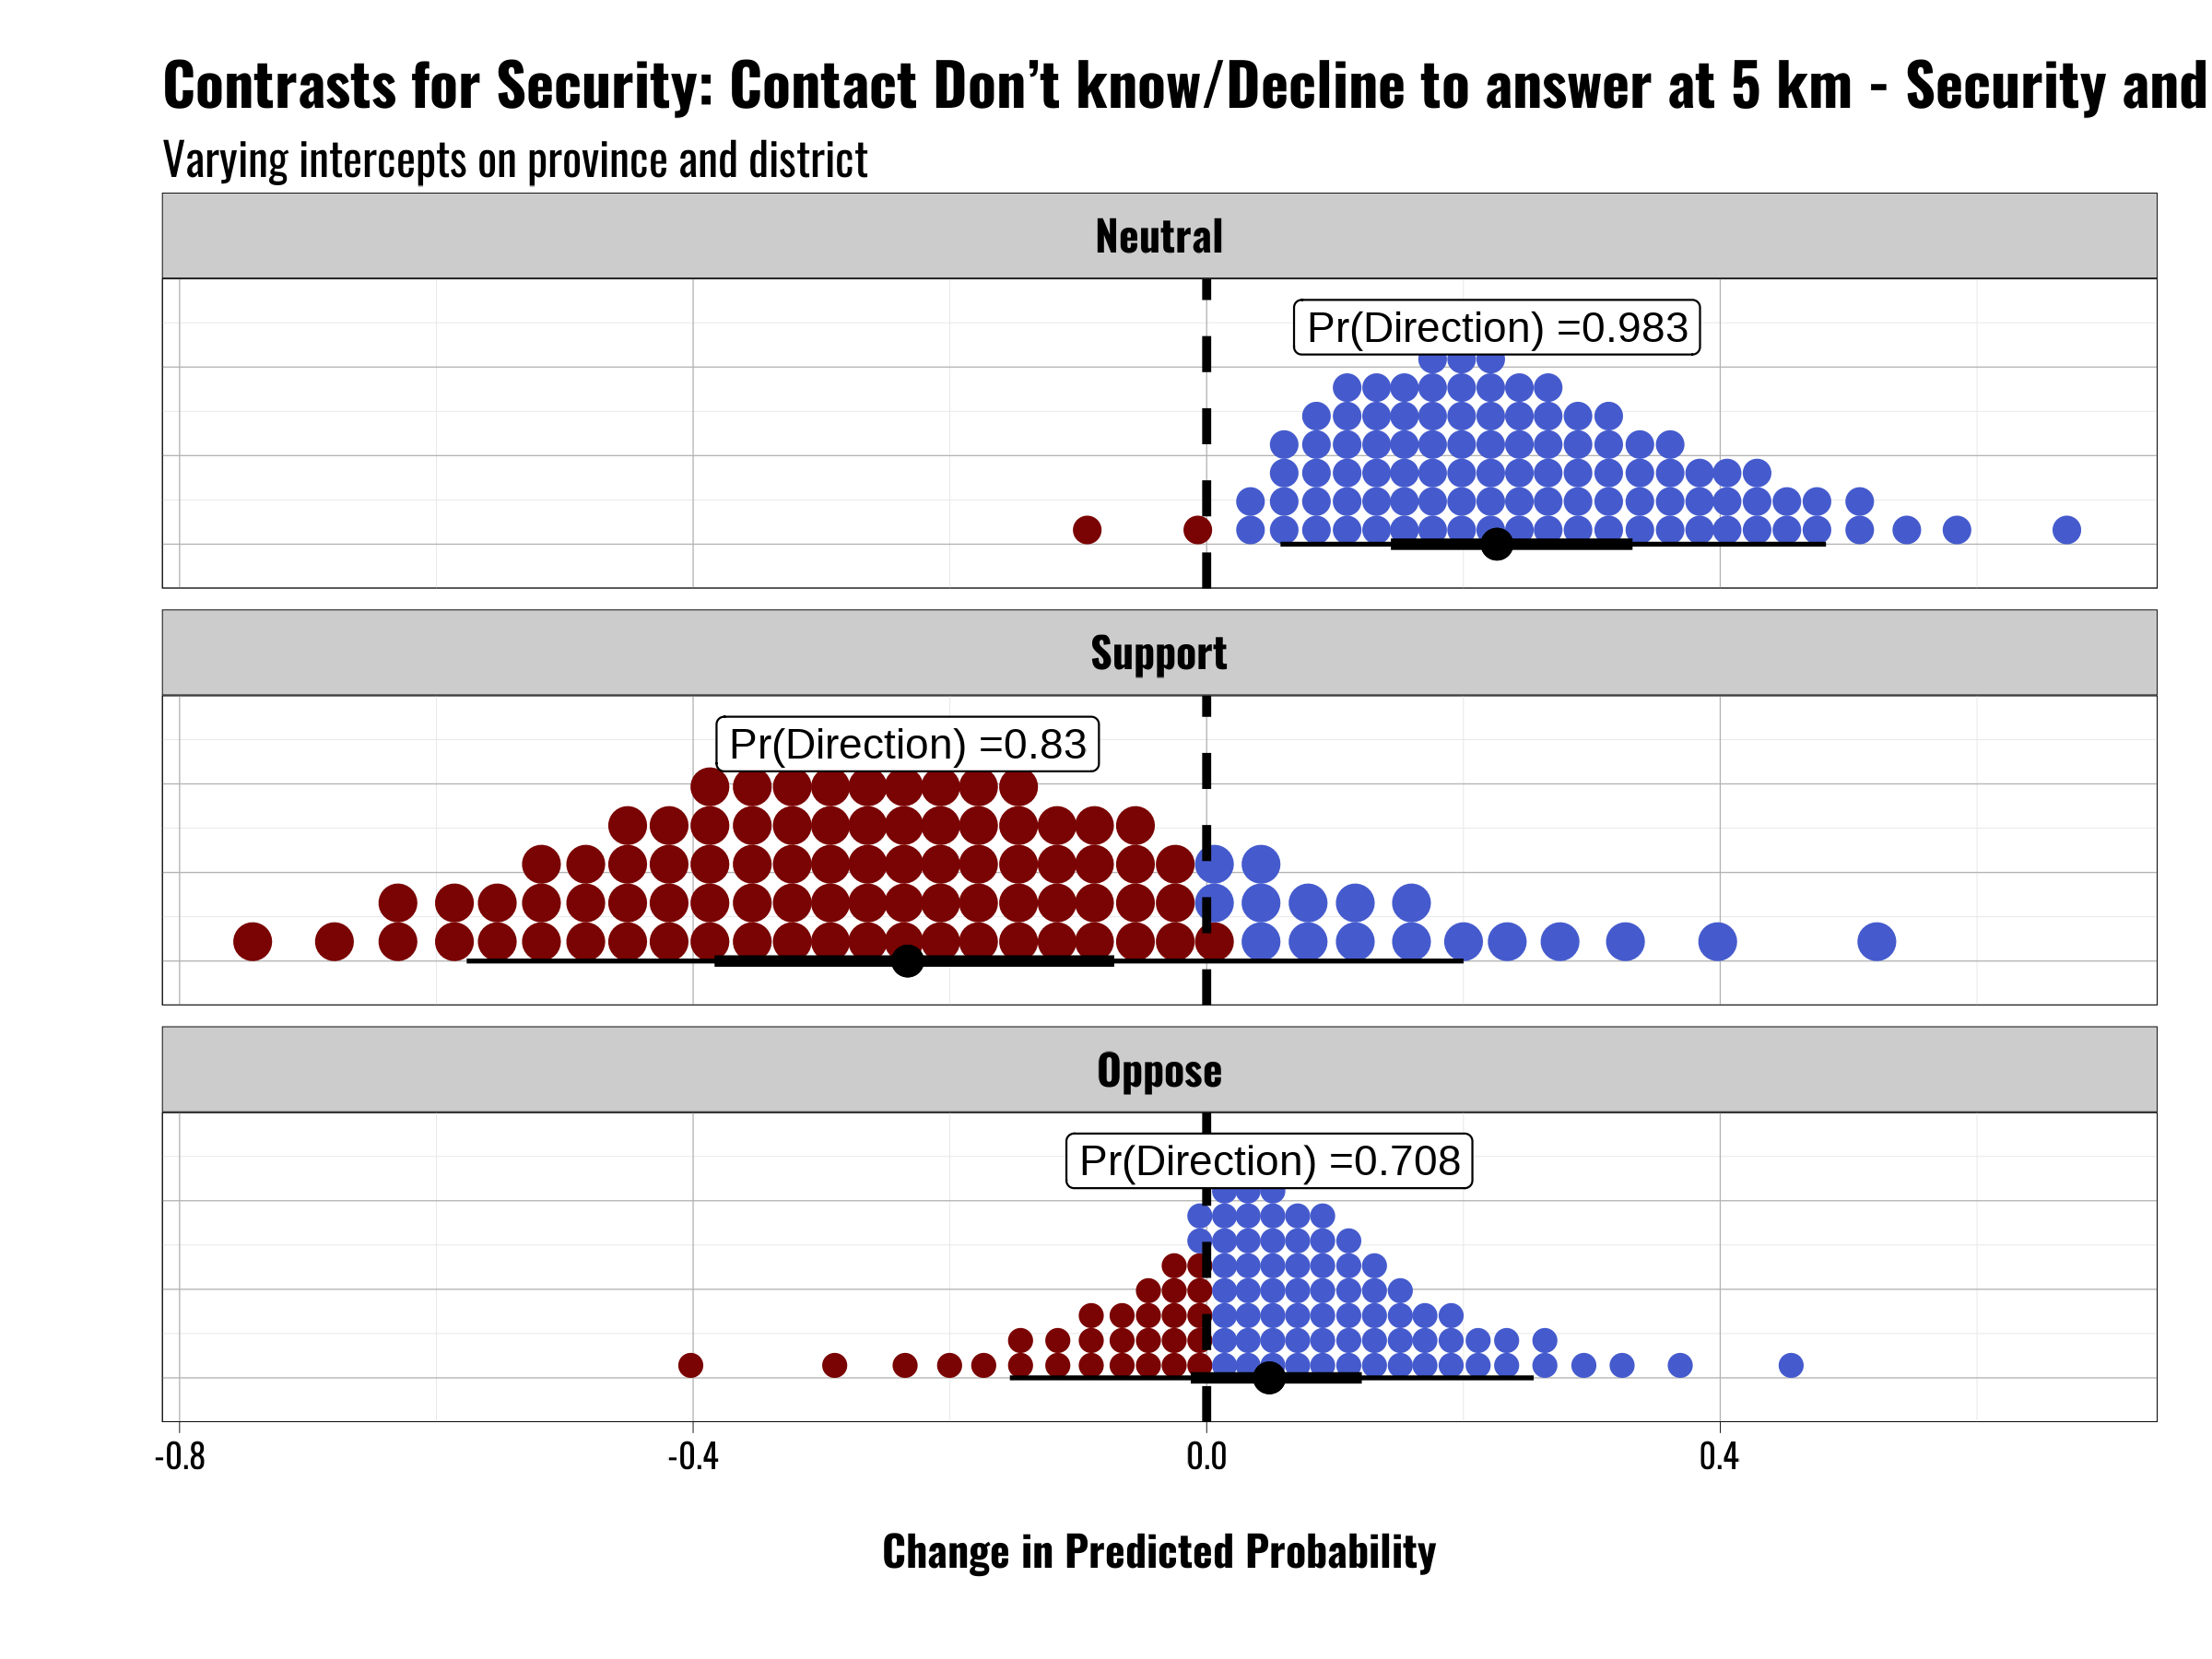 Contrasts for Security: Contact Don’t know/Decline to answer at 5 km - Security and
Varying intercepts on province and district
Neutral
Pr(Direction) =0.983
Support
Pr(Direction) =0.83
Oppose
Pr(Direction) =0.708
-0.8 -0.4 0.0 0.4
Change in Predicted Probability